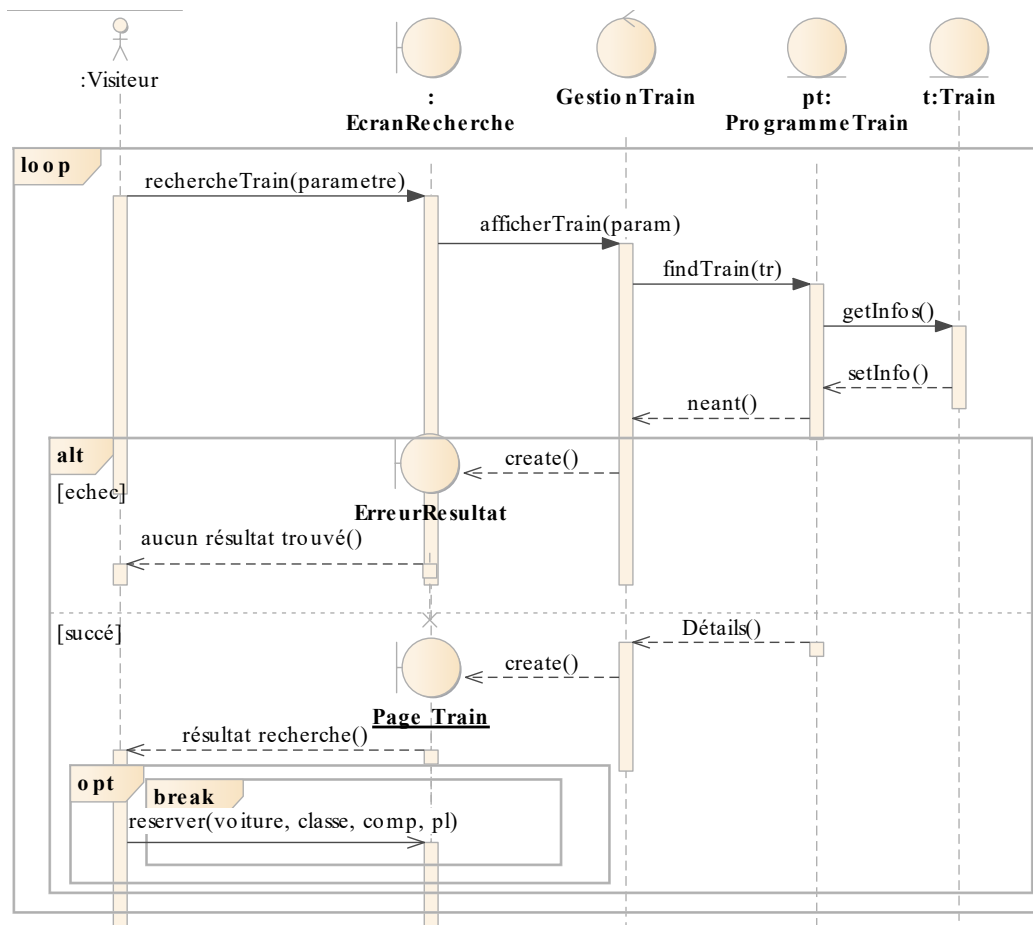 :Visiteur
:
EcranRecherche
GestionTrain
pt:
ProgrammeTrain
t:Train
loop
rechercheTrain(parametre)
afficherTrain(param)
findTrain(tr)
getInfos()
setInfo()
neant()
alt
create()
[echec]
ErreurResultat
aucun résultat trouvé()
[succé]
Détails()
create()
Page Train
résultat recherche()
opt
break
reserver(voiture, classe, comp, pl)